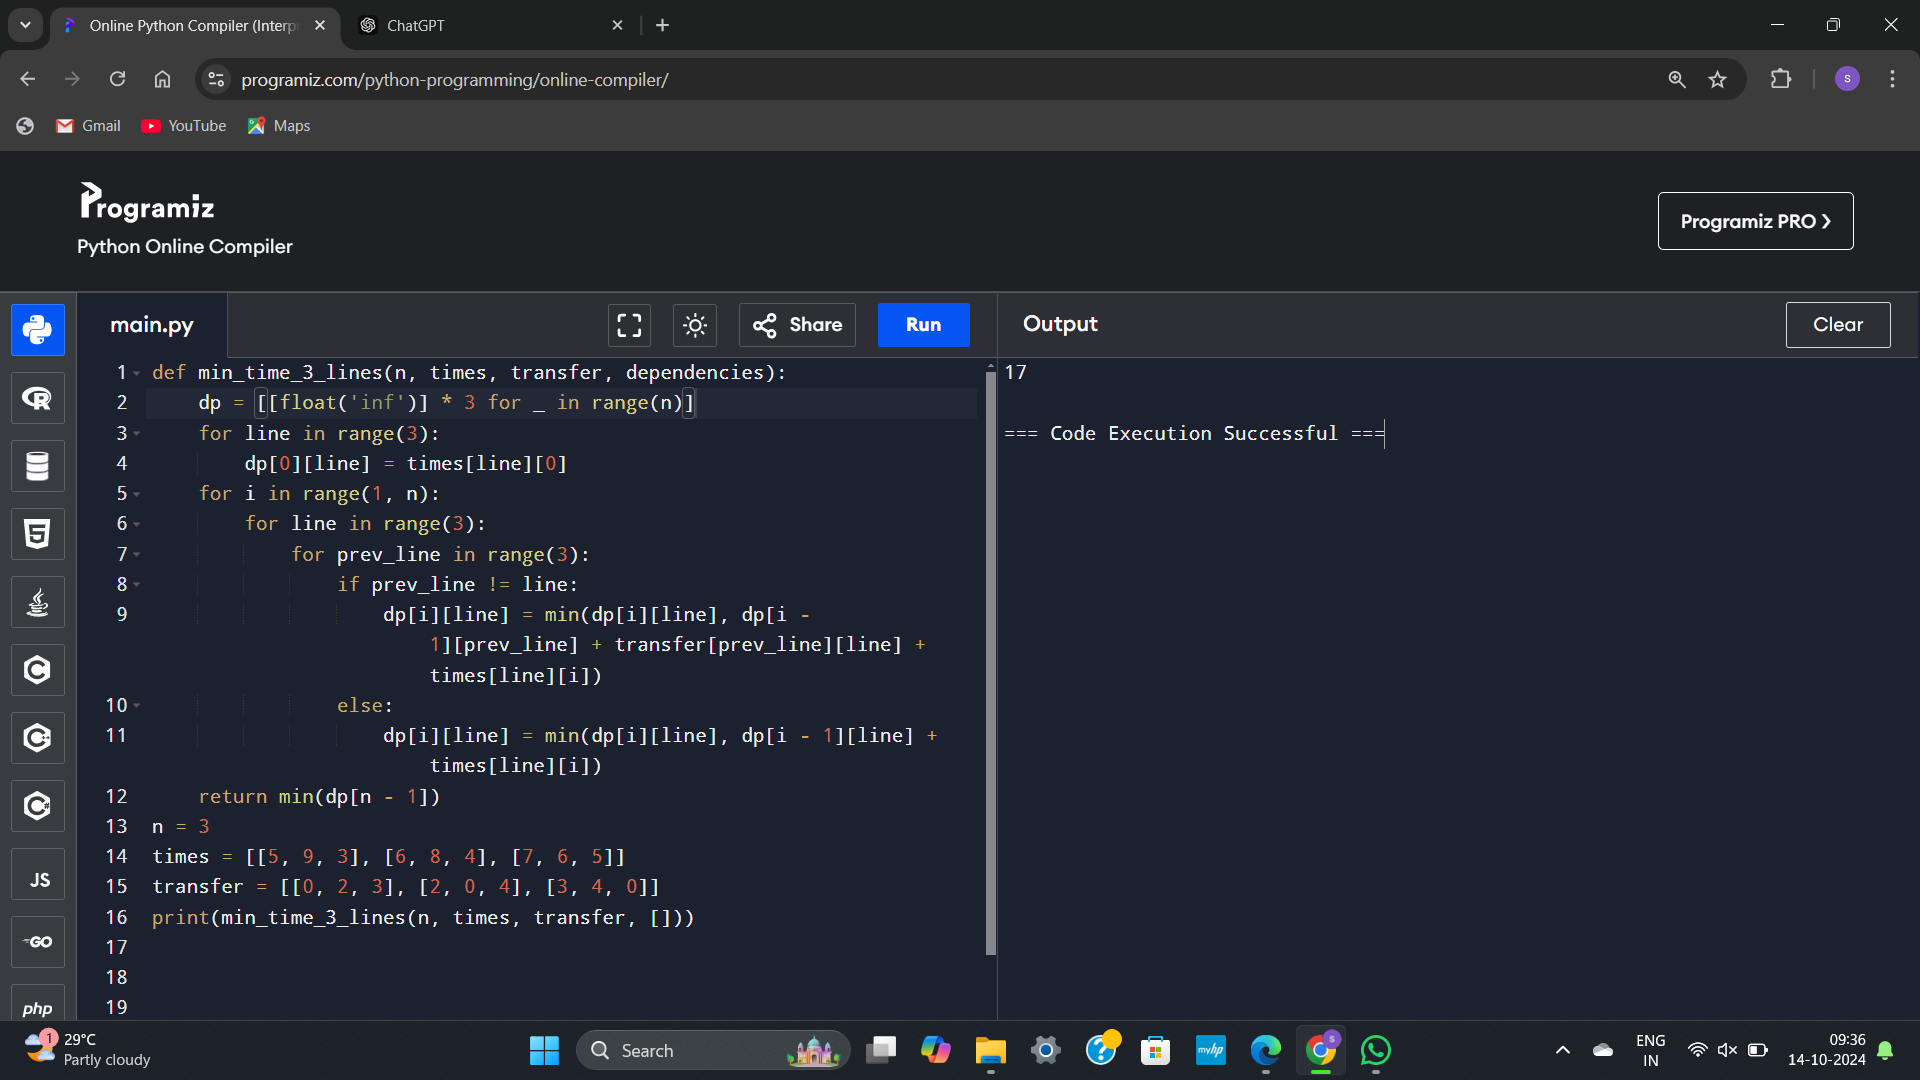 Online Python Compiler (Interp
ChatGPT
programiz.com/python-programming/online-compiler/
S
Gmail
YouTube
Maps
Programiz
Python Online Compiler
Programiz PRO ❯
main.py
Share
Run
Output
Clear
1 def min_time_3_lines(n, times, transfer, dependencies):
2     dp = [[float('inf')] * 3 for _ in range(n)]
3     for line in range(3):
4         dp[0][line] = times[line][0]
5     for i in range(1, n):
6         for line in range(3):
7             for prev_line in range(3):
8                 if prev_line != line:
9                     dp[i][line] = min(dp[i][line], dp[i -
1][prev_line] + transfer[prev_line][line] +
times[line][i])
10                 else:
11                     dp[i][line] = min(dp[i][line], dp[i - 1][line] +
times[line][i])
12     return min(dp[n - 1])
13 n = 3
14 times = [[5, 9, 3], [6, 8, 4], [7, 6, 5]]
15 transfer = [[0, 2, 3], [2, 0, 4], [3, 4, 0]]
16 print(min_time_3_lines(n, times, transfer, []))
17
18
19
17
=== Code Execution Successful ===
R
5
C
C++
C#
JS
GO
php
1
29°C
Partly cloudy
Search
myhp
S
ENG
IN
09:36
14-10-2024